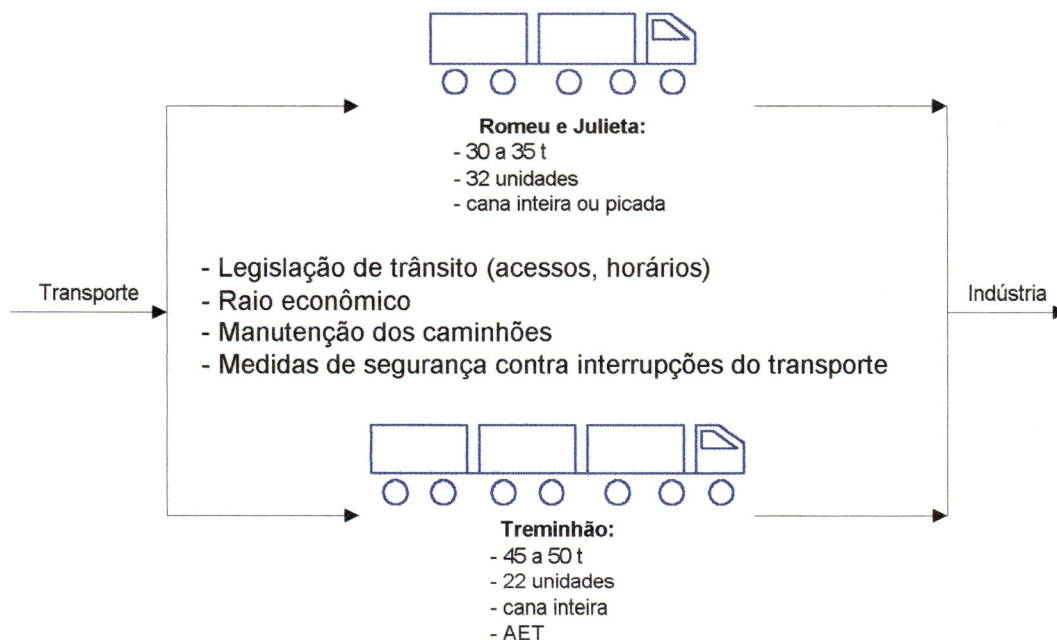 Romeu e Julieta:
- 30 a 35 t
- 32 unidades
- cana inteira ou picada
- Legislação de trânsito (acessos, horários)
Transporte
- Raio econômico
Indústria
- Manutenção dos caminhões
- Medidas de segurança contra interrupções do transporte
Treminhão:
- 45 a 50 t
- 22 unidades
- cana inteira
- AET